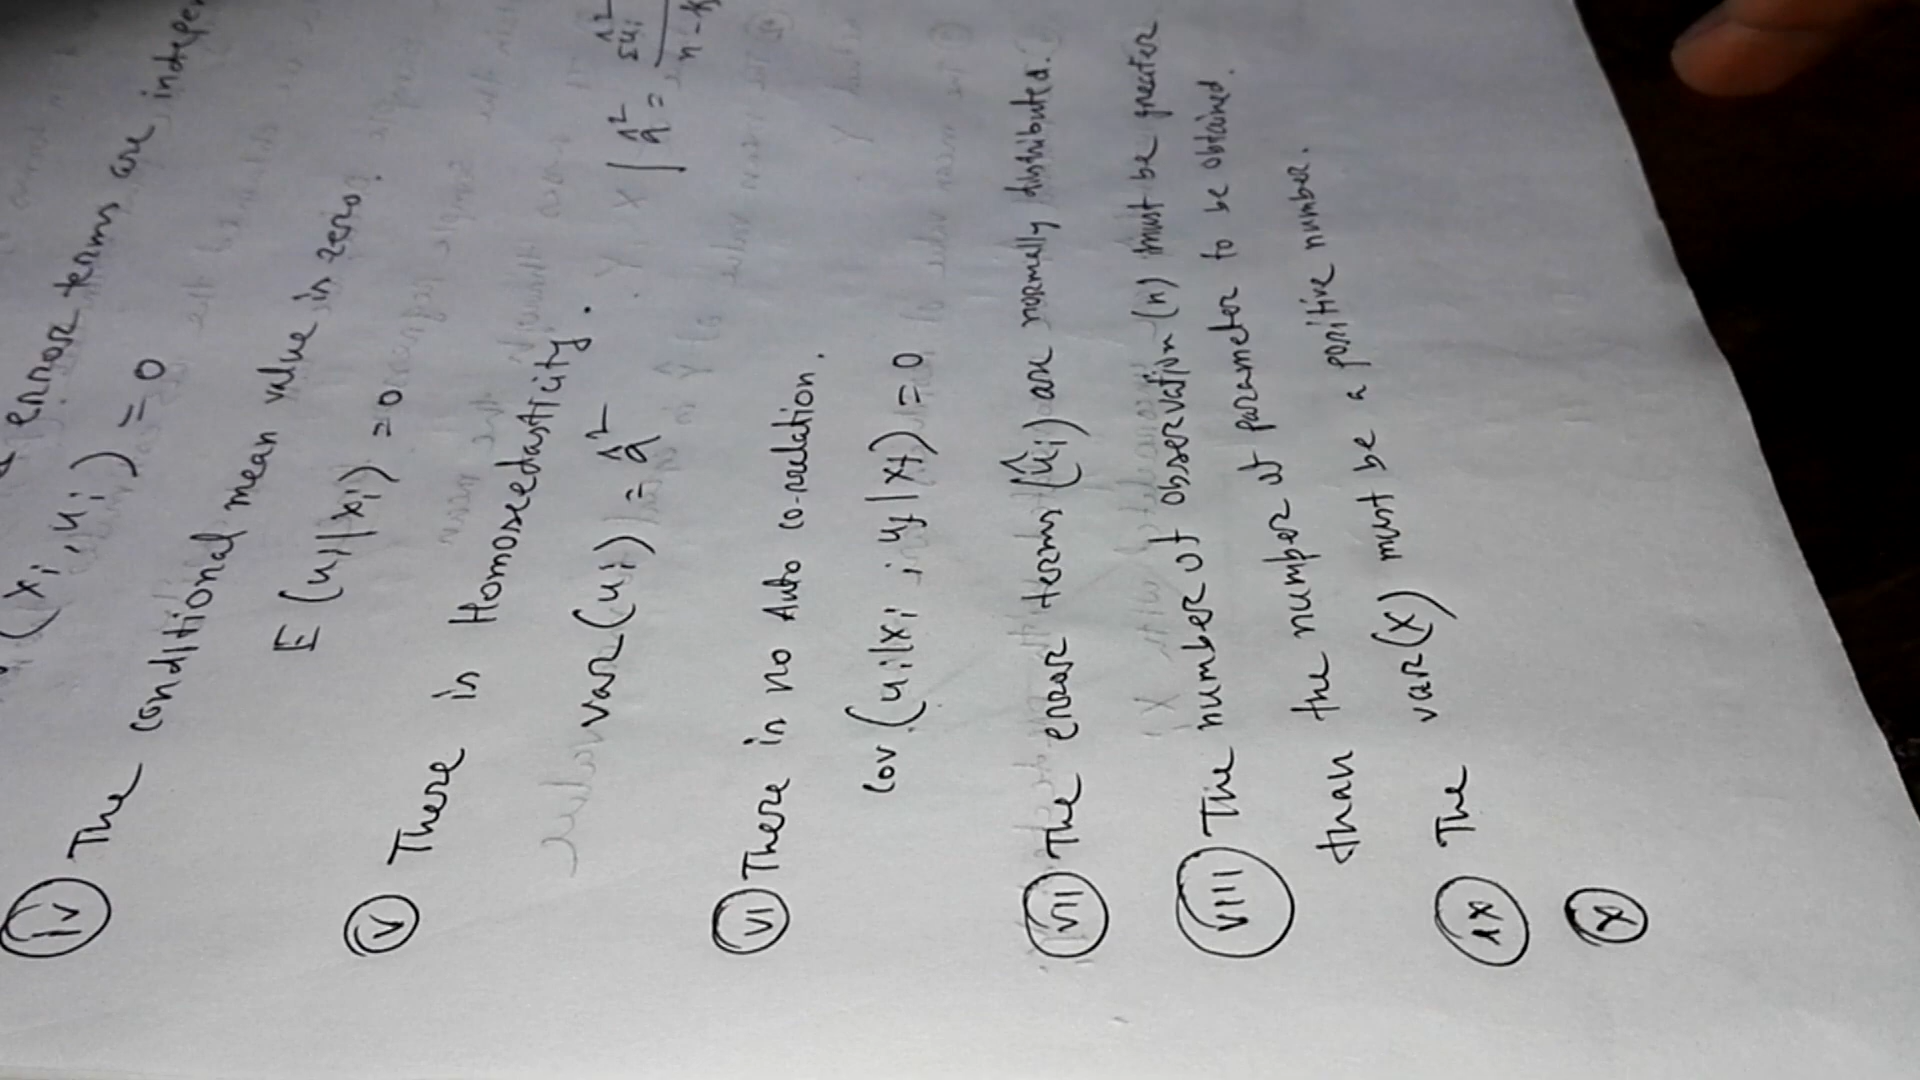 error terms are
(xi, ui) = 0
(iv) The conditional mean value is zero.
E (ui | xi) = 0
(v) There is Homoscedasticity.
var (ui) = σ̂² | σ̂² = Σûi² / n-k
(vi) There is no Auto co-relation.
cov (ui | xi , uj | xj) = 0
(vii) The error terms (ûi) are normally distributed.
(viii) The number of observation (n) must be greater
than the number of parameter to be obtained.
(ix) The var (x) must be a positive number.
(x)